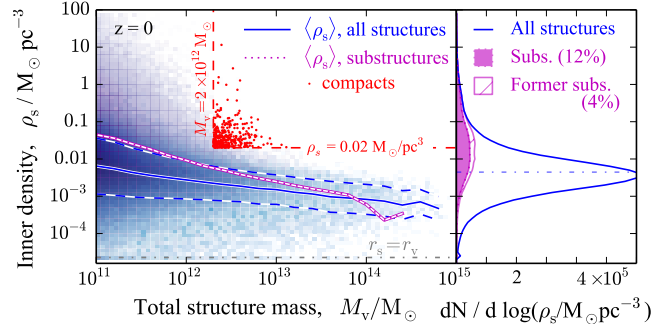 z = 0
⟨ρs⟩, all structures
⟨ρs⟩, substructures
compacts
Mv = 2 × 10^12 M⊙
ρs = 0.02 M⊙/pc^3
rs = rv
100
10
1
0.1
0.01
10^−3
10^−4
Inner density, ρs / M⊙ pc^−3
10^11
10^12
10^13
10^14
10^15
Total structure mass, Mv/M⊙
All structures
Subs. (12%)
Former subs.
(4%)
2
4 × 10^5
dN / d log(ρs/M⊙pc^−3)